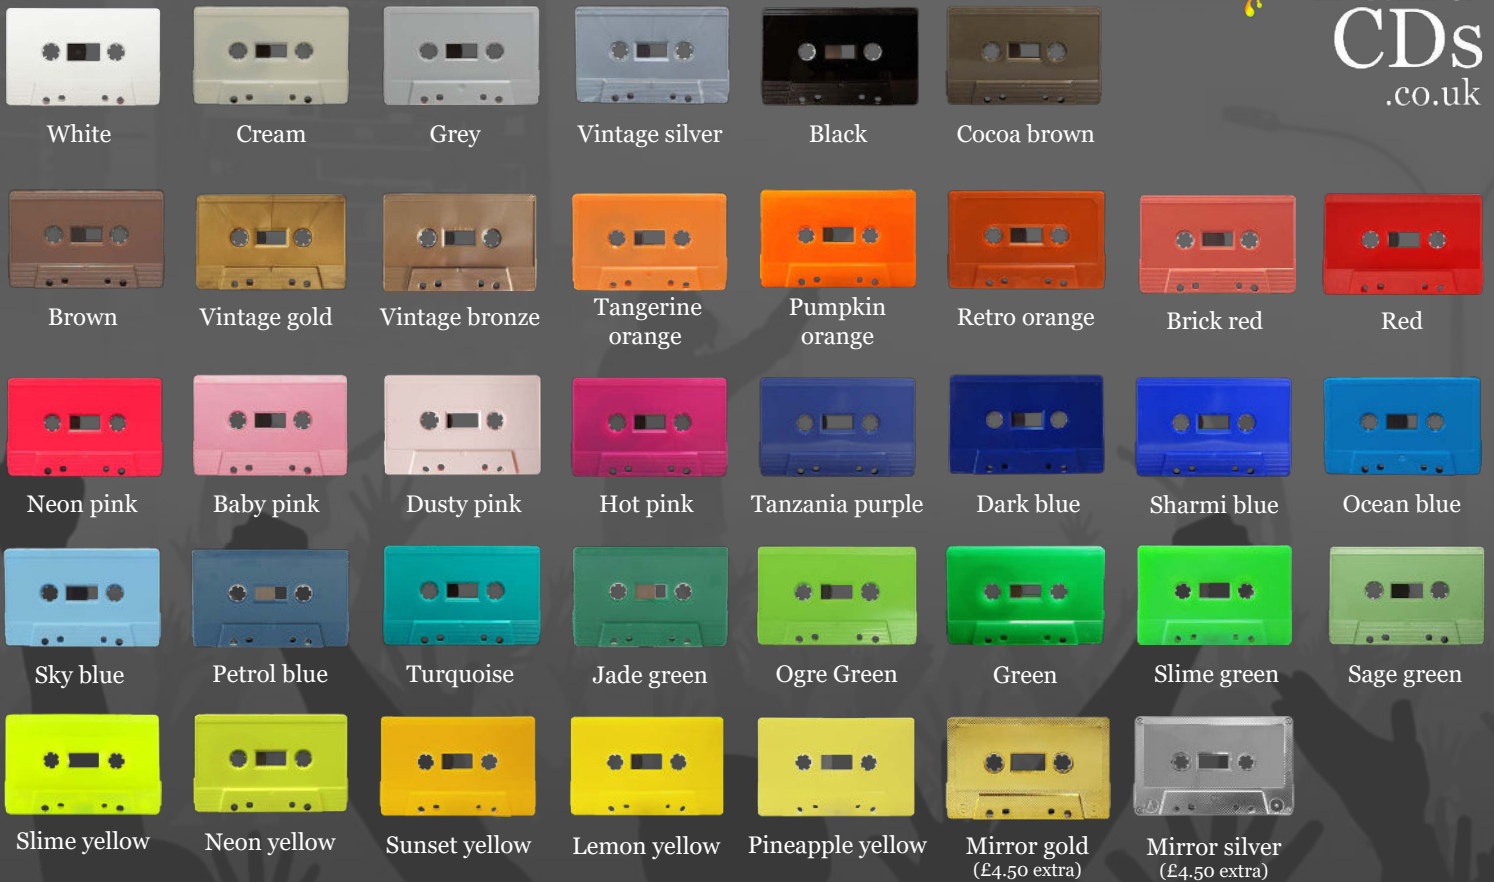 CDs
.co.uk
White
Cream
Grey
Vintage silver
Black
Cocoa brown
Brown
Vintage gold
Vintage bronze
Tangerine
orange
Pumpkin
orange
Retro orange
Brick red
Red
Neon pink
Baby pink
Dusty pink
Hot pink
Tanzania purple
Dark blue
Sharmi blue
Ocean blue
Sky blue
Petrol blue
Turquoise
Jade green
Ogre Green
Green
Slime green
Sage green
Slime yellow
Neon yellow
Sunset yellow
Lemon yellow
Pineapple yellow
Mirror gold
(£4.50 extra)
Mirror silver
(£4.50 extra)